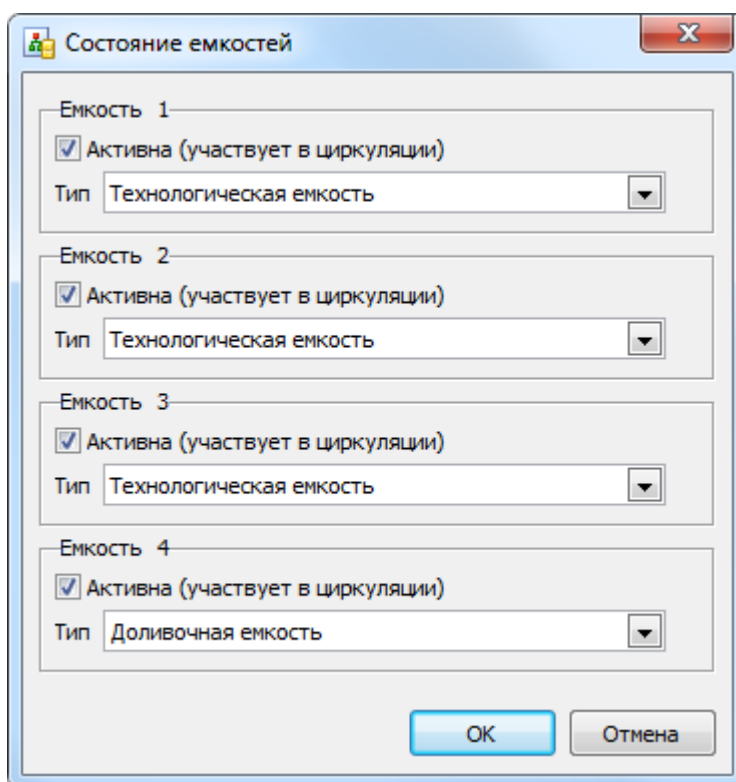 Состояние емкостей
Емкость 1
Активна (участвует в циркуляции)
Тип Технологическая емкость
Емкость 2
Активна (участвует в циркуляции)
Тип Технологическая емкость
Емкость 3
Активна (участвует в циркуляции)
Тип Технологическая емкость
Емкость 4
Активна (участвует в циркуляции)
Тип Доливочная емкость
OK Отмена